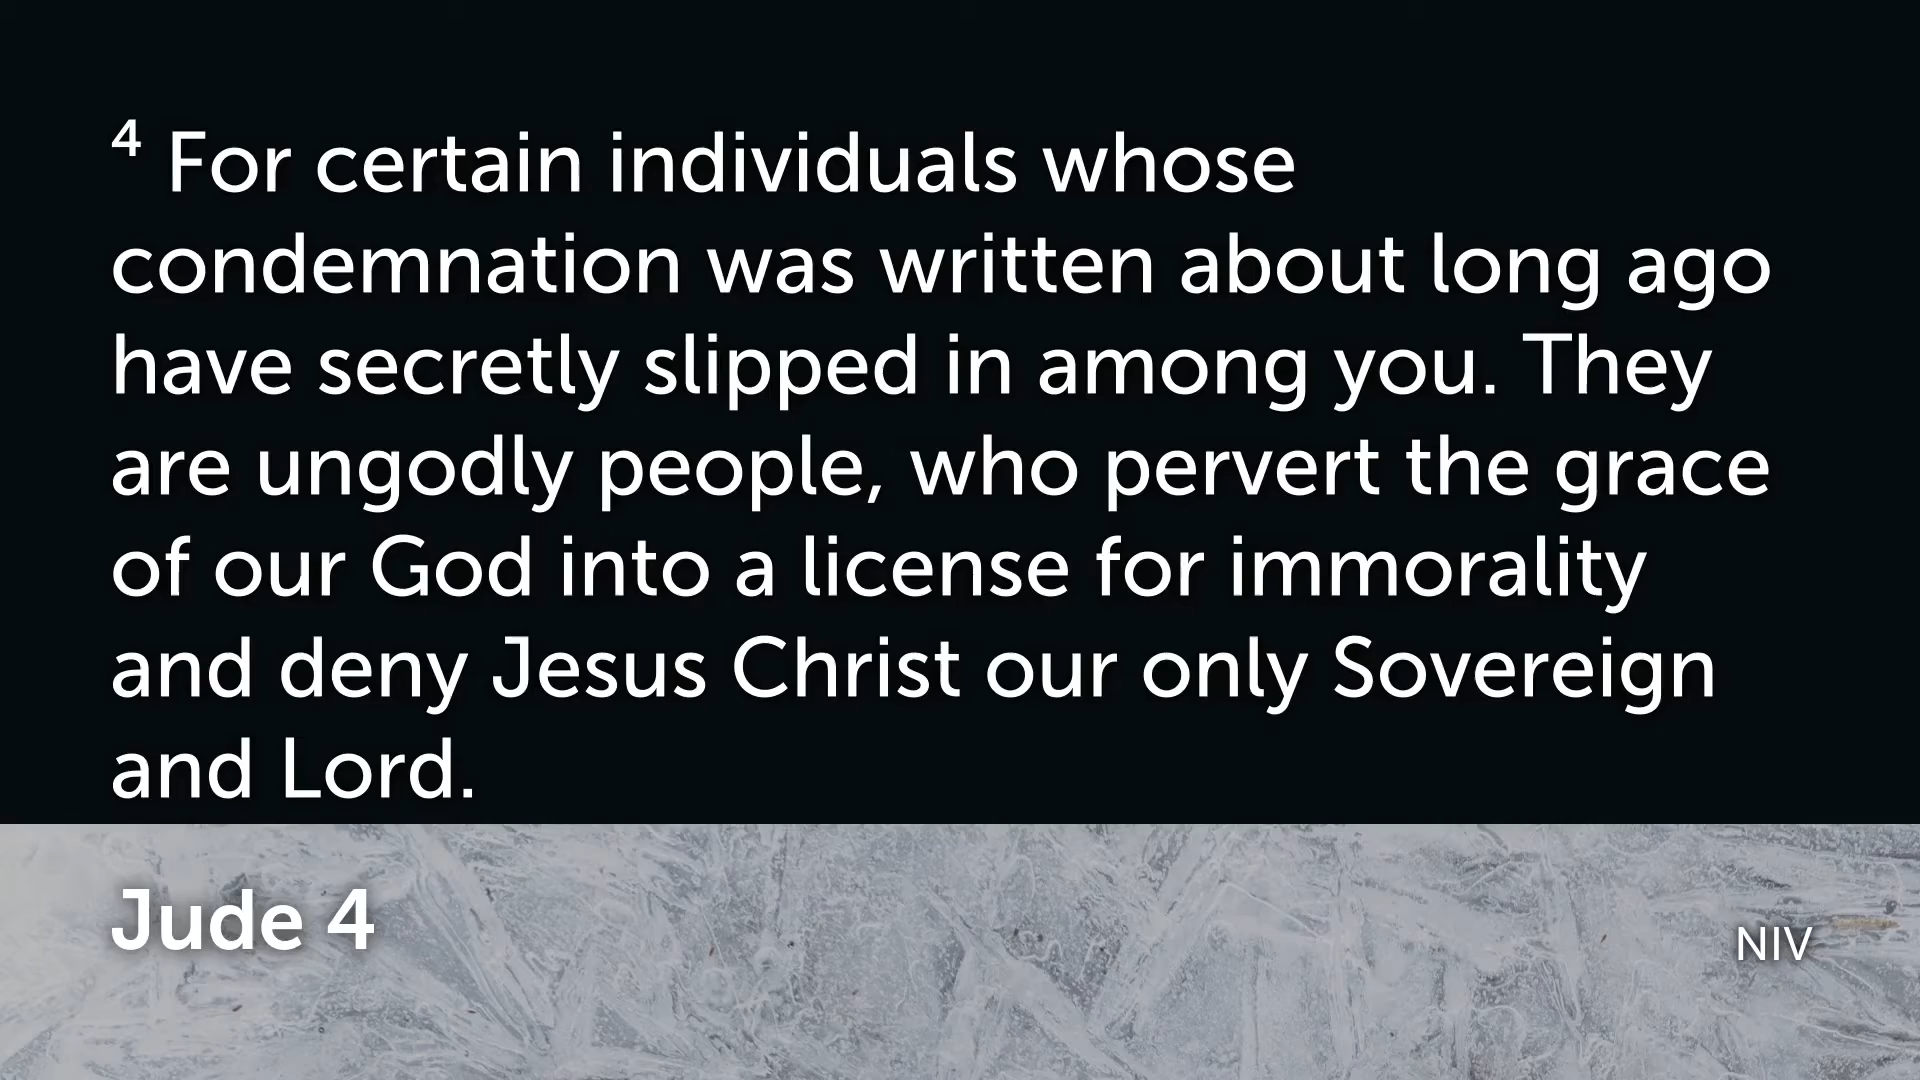 4 For certain individuals whose
condemnation was written about long ago
have secretly slipped in among you. They
are ungodly people, who pervert the grace
of our God into a license for immorality
and deny Jesus Christ our only Sovereign
and Lord.
Jude 4
NIV